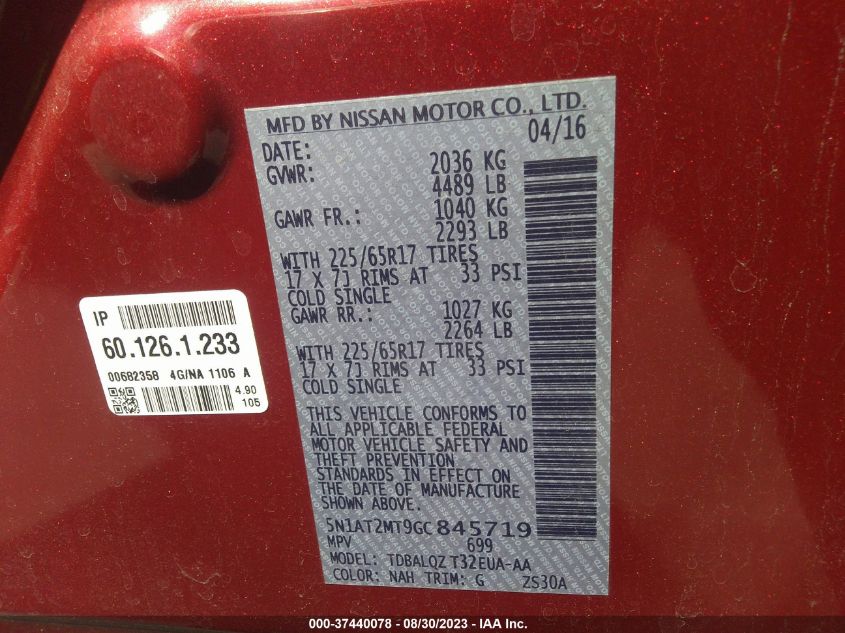 MFD BY NISSAN MOTOR CO., LTD.
DATE: 04/16
GVWR: 2036 KG
4489 LB
GAWR FR.: 1040 KG
2293 LB
WITH 225/65R17 TIRES
17 X 7J RIMS AT 33 PSI
COLD SINGLE
GAWR RR.: 1027 KG
2264 LB
WITH 225/65R17 TIRES
17 X 7J RIMS AT 33 PSI
COLD SINGLE
THIS VEHICLE CONFORMS TO
ALL APPLICABLE FEDERAL
MOTOR VEHICLE SAFETY AND
THEFT PREVENTION
STANDARDS IN EFFECT ON
THE DATE OF MANUFACTURE
SHOWN ABOVE.
5N1AT2MT9GC845719
MPV 699
MODEL: TDBALQZ T32EUA-AA
COLOR: NAH TRIM: G ZS30A
IP
60.126.1.233
00682358 4G/NA 1106 A
4.90
105
000-37440078 - 08/30/2023 - IAA Inc.